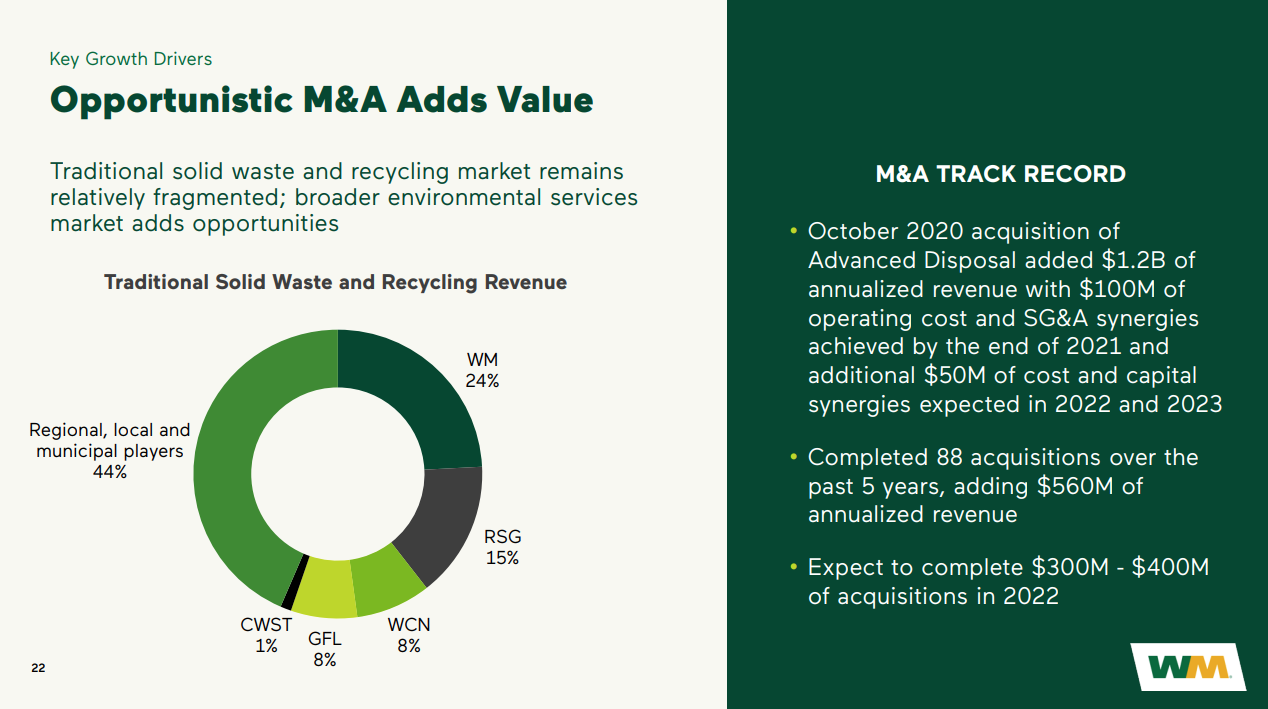 Key Growth Drivers
Opportunistic M&A Adds Value
Traditional solid waste and recycling market remains
relatively fragmented; broader environmental services
market adds opportunities
Traditional Solid Waste and Recycling Revenue
WM
24%
RSG
15%
WCN
8%
GFL
8%
CWST
1%
Regional, local and
municipal players
44%
22
M&A TRACK RECORD
• October 2020 acquisition of
Advanced Disposal added $1.2B of
annualized revenue with $100M of
operating cost and SG&A synergies
achieved by the end of 2021 and
additional $50M of cost and capital
synergies expected in 2022 and 2023
• Completed 88 acquisitions over the
past 5 years, adding $560M of
annualized revenue
• Expect to complete $300M - $400M
of acquisitions in 2022
WM